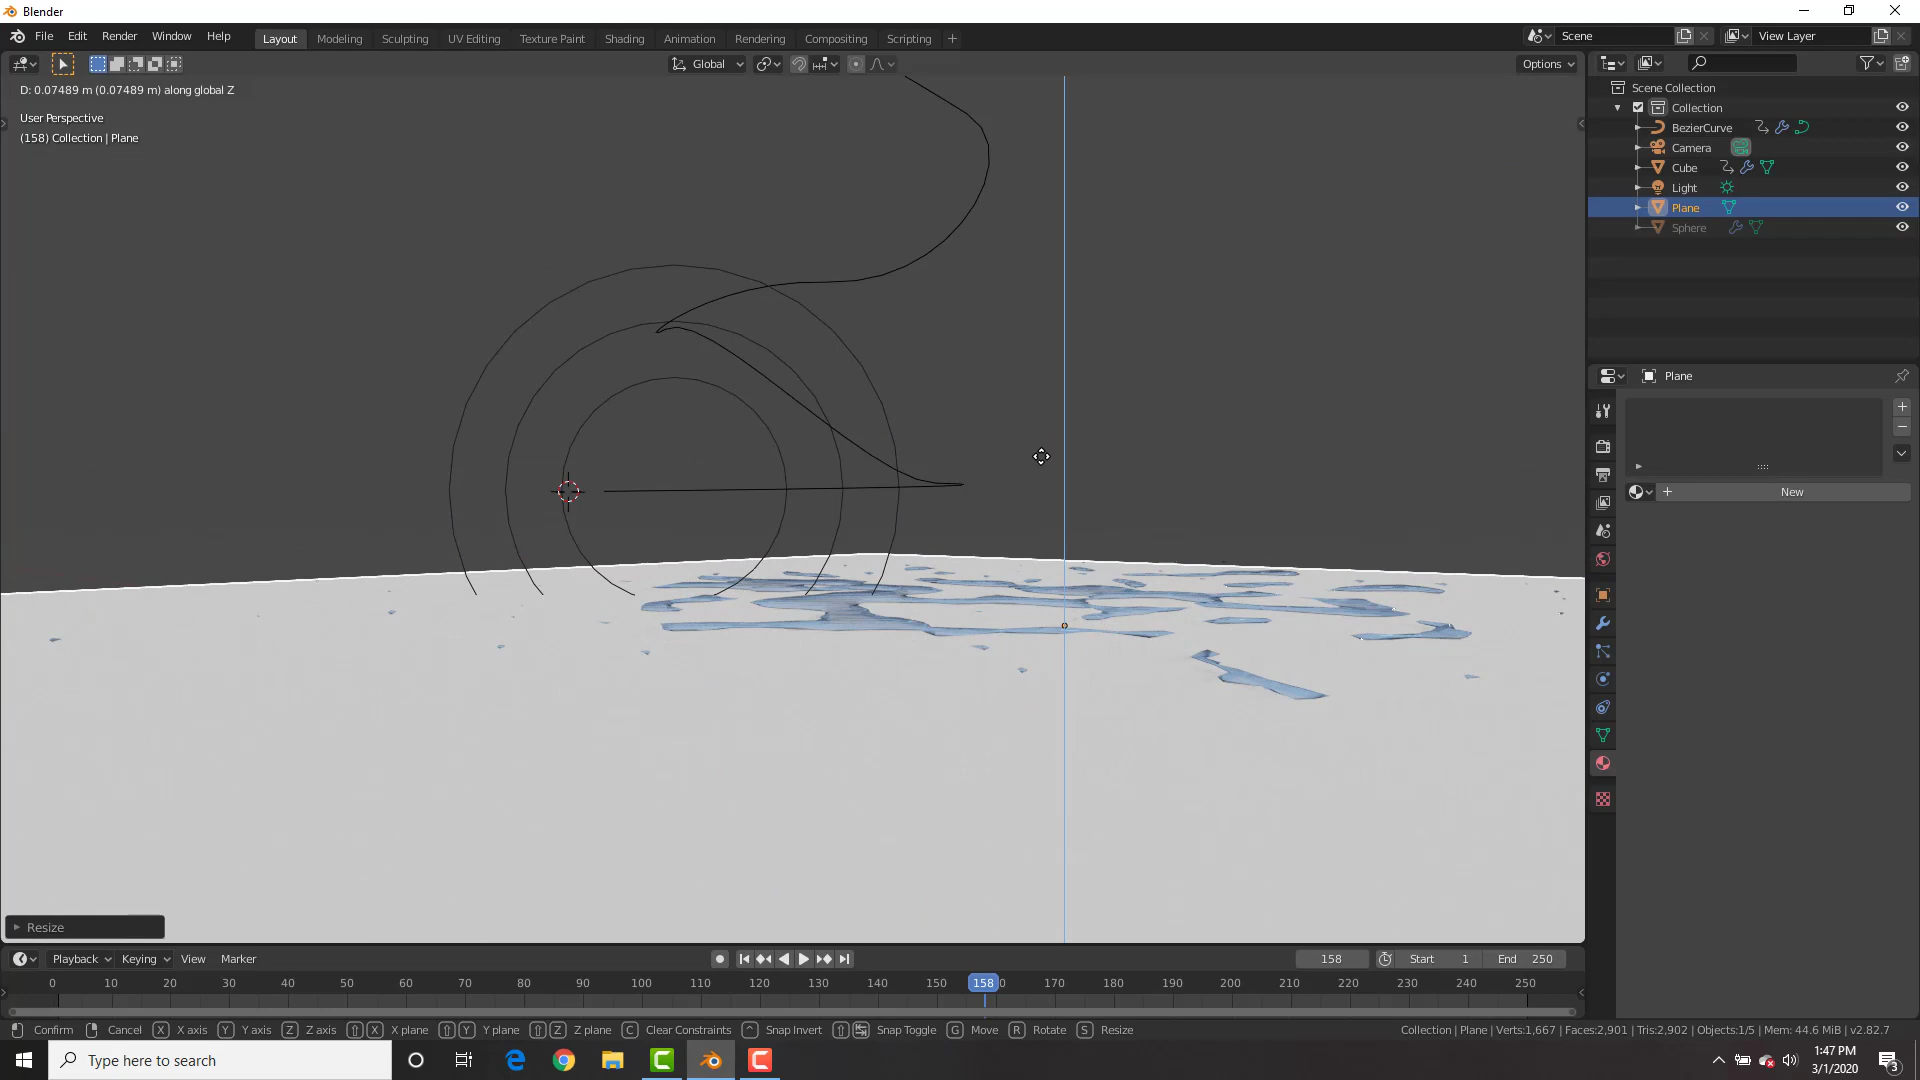 Blender
File Edit Render Window Help
Layout Modeling Sculpting UV Editing Texture Paint Shading Animation Rendering Compositing Scripting +
Scene
View Layer
Global
Options
D: 0.07489 m (0.07489 m) along global Z
User Perspective
(158) Collection | Plane
Scene Collection
Collection
BezierCurve
Camera
Cube
Light
Plane
Sphere
Plane
New
Resize
Playback Keying View Marker
158
Start 1
End 250
0 10 20 30 40 50 60 70 80 90 100 110 120 130 140 150 158 0 170 180 190 200 210 220 230 240 250
Confirm Cancel X X axis Y Y axis Z Z axis X X plane Y Y plane Z Z plane C Clear Constraints ^ Snap Invert Snap Toggle G Move R Rotate S Resize
Collection | Plane | Verts:1,667 | Faces:2,901 | Tris:2,902 | Objects:1/5 | Mem: 44.6 MiB | v2.82.7
Type here to search
1:47 PM
3/1/2020
3